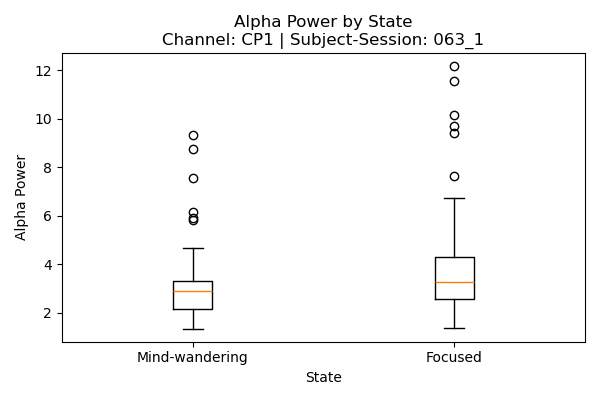 Alpha Power by State
Channel: CP1 | Subject-Session: 063_1
12
10
8
6
4
2
Alpha Power
Mind-wandering
Focused
State